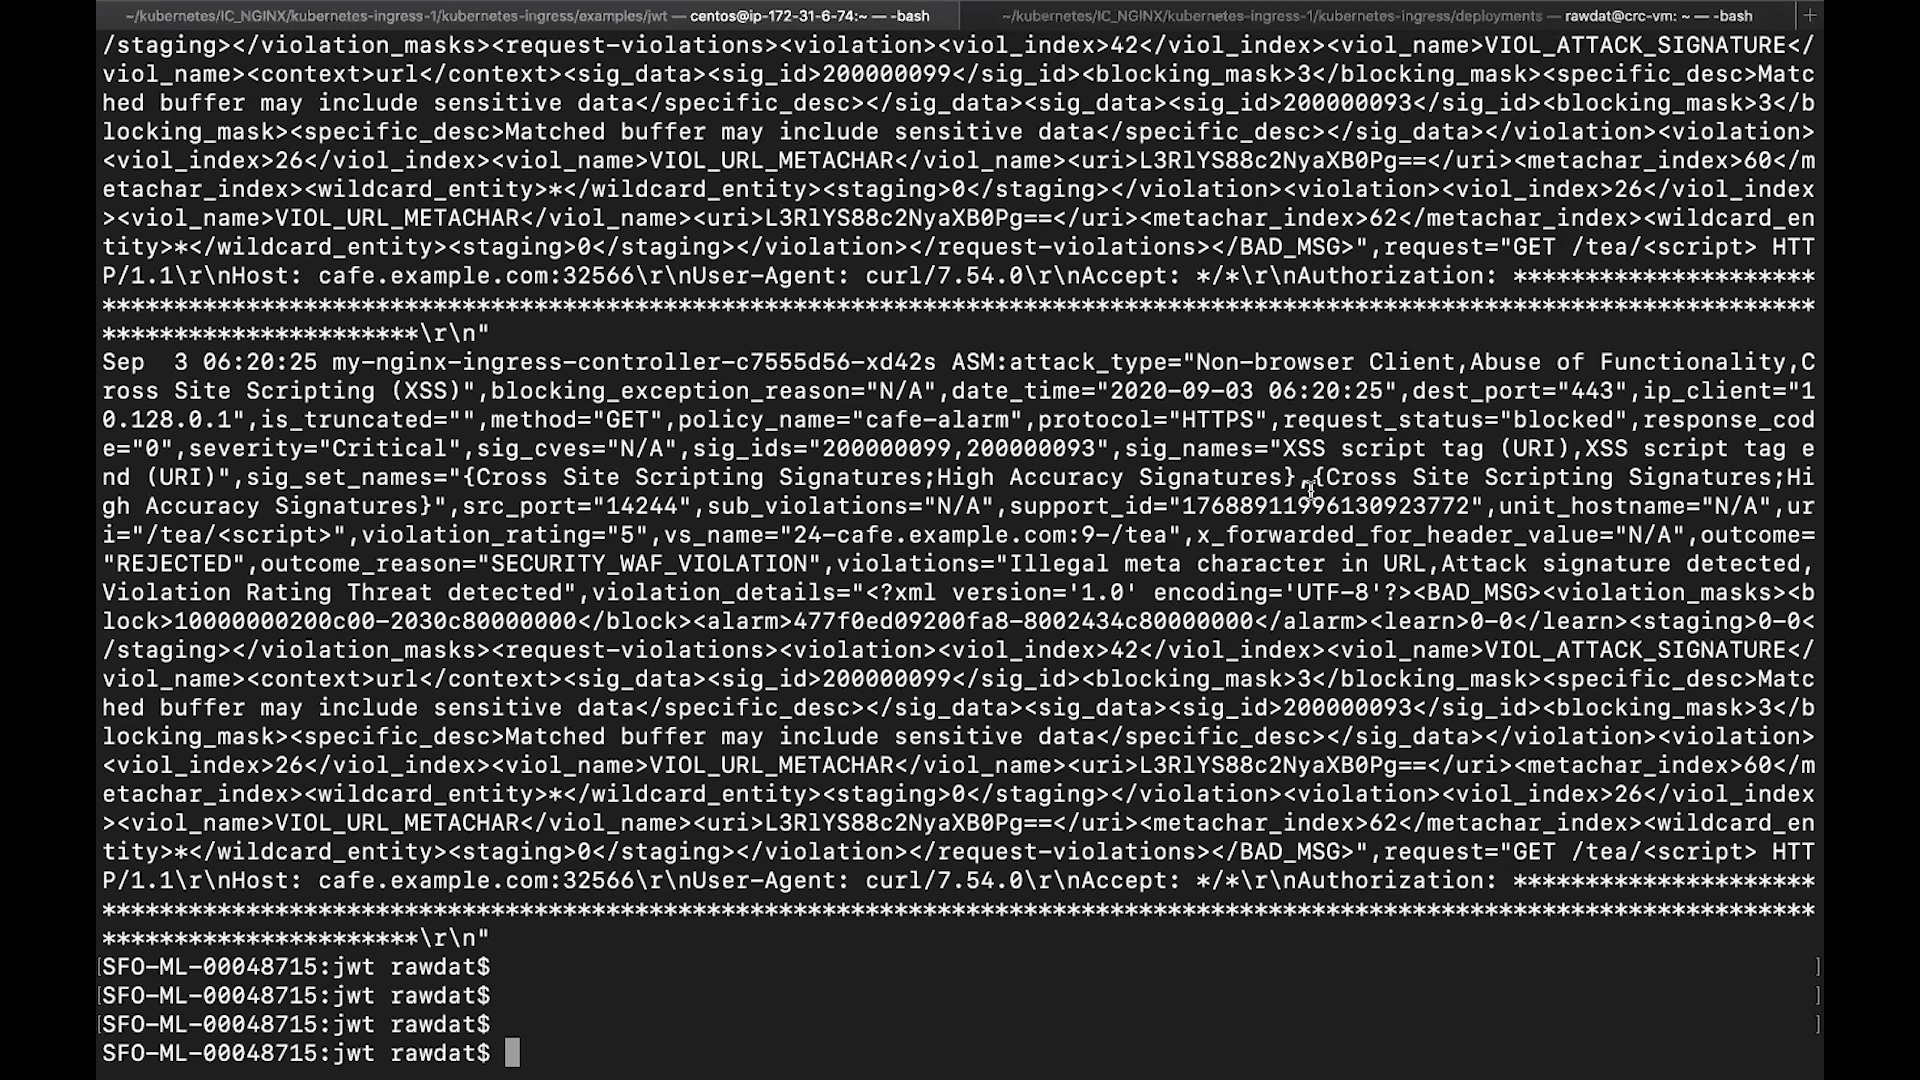 ~/kubernetes/IC_NGINX/kubernetes-ingress-1/kubernetes-ingress/examples/jwt — centos@ip-172-31-6-74:~ — -bash
~/kubernetes/IC_NGINX/kubernetes-ingress-1/kubernetes-ingress/deployments — rawdat@crc-vm: ~ — -bash
+
/staging></violation_masks><request-violations><violation><viol_index>42</viol_index><viol_name>VIOL_ATTACK_SIGNATURE</
viol_name><context>url</context><sig_data><sig_id>200000099</sig_id><blocking_mask>3</blocking_mask><specific_desc>Matc
hed buffer may include sensitive data</specific_desc></sig_data><sig_data><sig_id>200000093</sig_id><blocking_mask>3</b
locking_mask><specific_desc>Matched buffer may include sensitive data</specific_desc></sig_data></violation><violation>
<viol_index>26</viol_index><viol_name>VIOL_URL_METACHAR</viol_name><uri>L3RlYS88c2NyaXB0Pg==</uri><metachar_index>60</m
etachar_index><wildcard_entity>*</wildcard_entity><staging>0</staging></violation><violation><viol_index>26</viol_index
><viol_name>VIOL_URL_METACHAR</viol_name><uri>L3RlYS88c2NyaXB0Pg==</uri><metachar_index>62</metachar_index><wildcard_en
tity>*</wildcard_entity><staging>0</staging></violation></request-violations></BAD_MSG>",request="GET /tea/<script> HTT
P/1.1\r\nHost: cafe.example.com:32566\r\nUser-Agent: curl/7.54.0\r\nAccept: */*\r\nAuthorization: *********************
***********************************************************************************************************************
**********************\r\n"
Sep  3 06:20:25 my-nginx-ingress-controller-c7555d56-xd42s ASM:attack_type="Non-browser Client,Abuse of Functionality,C
ross Site Scripting (XSS)",blocking_exception_reason="N/A",date_time="2020-09-03 06:20:25",dest_port="443",ip_client="1
0.128.0.1",is_truncated="",method="GET",policy_name="cafe-alarm",protocol="HTTPS",request_status="blocked",response_cod
e="0",severity="Critical",sig_cves="N/A",sig_ids="200000099,200000093",sig_names="XSS script tag (URI),XSS script tag e
nd (URI)",sig_set_names="{Cross Site Scripting Signatures;High Accuracy Signatures},{Cross Site Scripting Signatures;Hi
gh Accuracy Signatures}",src_port="14244",sub_violations="N/A",support_id="17688911996130923772",unit_hostname="N/A",ur
i="/tea/<script>",violation_rating="5",vs_name="24-cafe.example.com:9-/tea",x_forwarded_for_header_value="N/A",outcome=
"REJECTED",outcome_reason="SECURITY_WAF_VIOLATION",violations="Illegal meta character in URL,Attack signature detected,
Violation Rating Threat detected",violation_details="<?xml version='1.0' encoding='UTF-8'?><BAD_MSG><violation_masks><b
lock>10000000200c00-2030c80000000</block><alarm>477f0ed09200fa8-8002434c80000000</alarm><learn>0-0</learn><staging>0-0<
/staging></violation_masks><request-violations><violation><viol_index>42</viol_index><viol_name>VIOL_ATTACK_SIGNATURE</
viol_name><context>url</context><sig_data><sig_id>200000099</sig_id><blocking_mask>3</blocking_mask><specific_desc>Matc
hed buffer may include sensitive data</specific_desc></sig_data><sig_data><sig_id>200000093</sig_id><blocking_mask>3</b
locking_mask><specific_desc>Matched buffer may include sensitive data</specific_desc></sig_data></violation><violation>
<viol_index>26</viol_index><viol_name>VIOL_URL_METACHAR</viol_name><uri>L3RlYS88c2NyaXB0Pg==</uri><metachar_index>60</m
etachar_index><wildcard_entity>*</wildcard_entity><staging>0</staging></violation><violation><viol_index>26</viol_index
><viol_name>VIOL_URL_METACHAR</viol_name><uri>L3RlYS88c2NyaXB0Pg==</uri><metachar_index>62</metachar_index><wildcard_en
tity>*</wildcard_entity><staging>0</staging></violation></request-violations></BAD_MSG>",request="GET /tea/<script> HTT
P/1.1\r\nHost: cafe.example.com:32566\r\nUser-Agent: curl/7.54.0\r\nAccept: */*\r\nAuthorization: *********************
***********************************************************************************************************************
**********************\r\n"
[SFO-ML-00048715:jwt rawdat$ ]
[SFO-ML-00048715:jwt rawdat$ ]
[SFO-ML-00048715:jwt rawdat$ ]
SFO-ML-00048715:jwt rawdat$